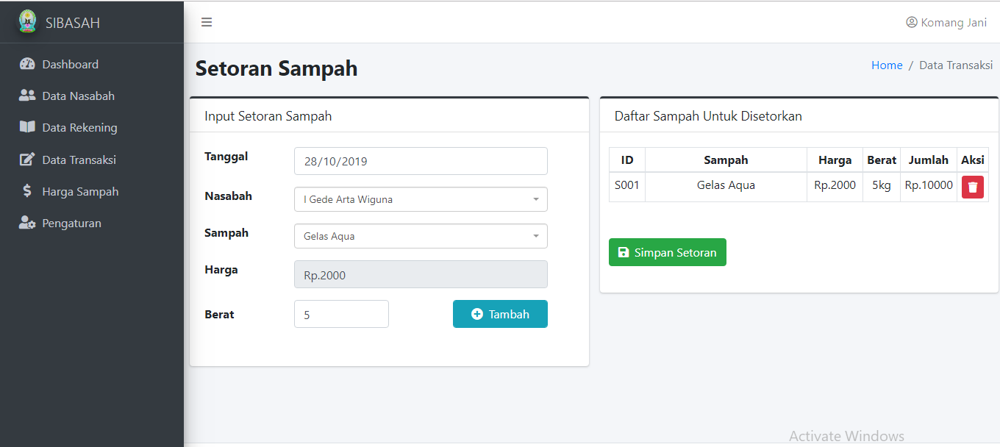 SIBASAH
Komang Jani
Dashboard
Data Nasabah
Data Rekening
Data Transaksi
Harga Sampah
Pengaturan
Setoran Sampah
Home / Data Transaksi
Input Setoran Sampah
Tanggal 28/10/2019
Nasabah I Gede Arta Wiguna
Sampah Gelas Aqua
Harga Rp.2000
Berat 5 Tambah
Daftar Sampah Untuk Disetorkan
ID Sampah Harga Berat Jumlah Aksi
S001 Gelas Aqua Rp.2000 5kg Rp.10000
Simpan Setoran
Activate Windows